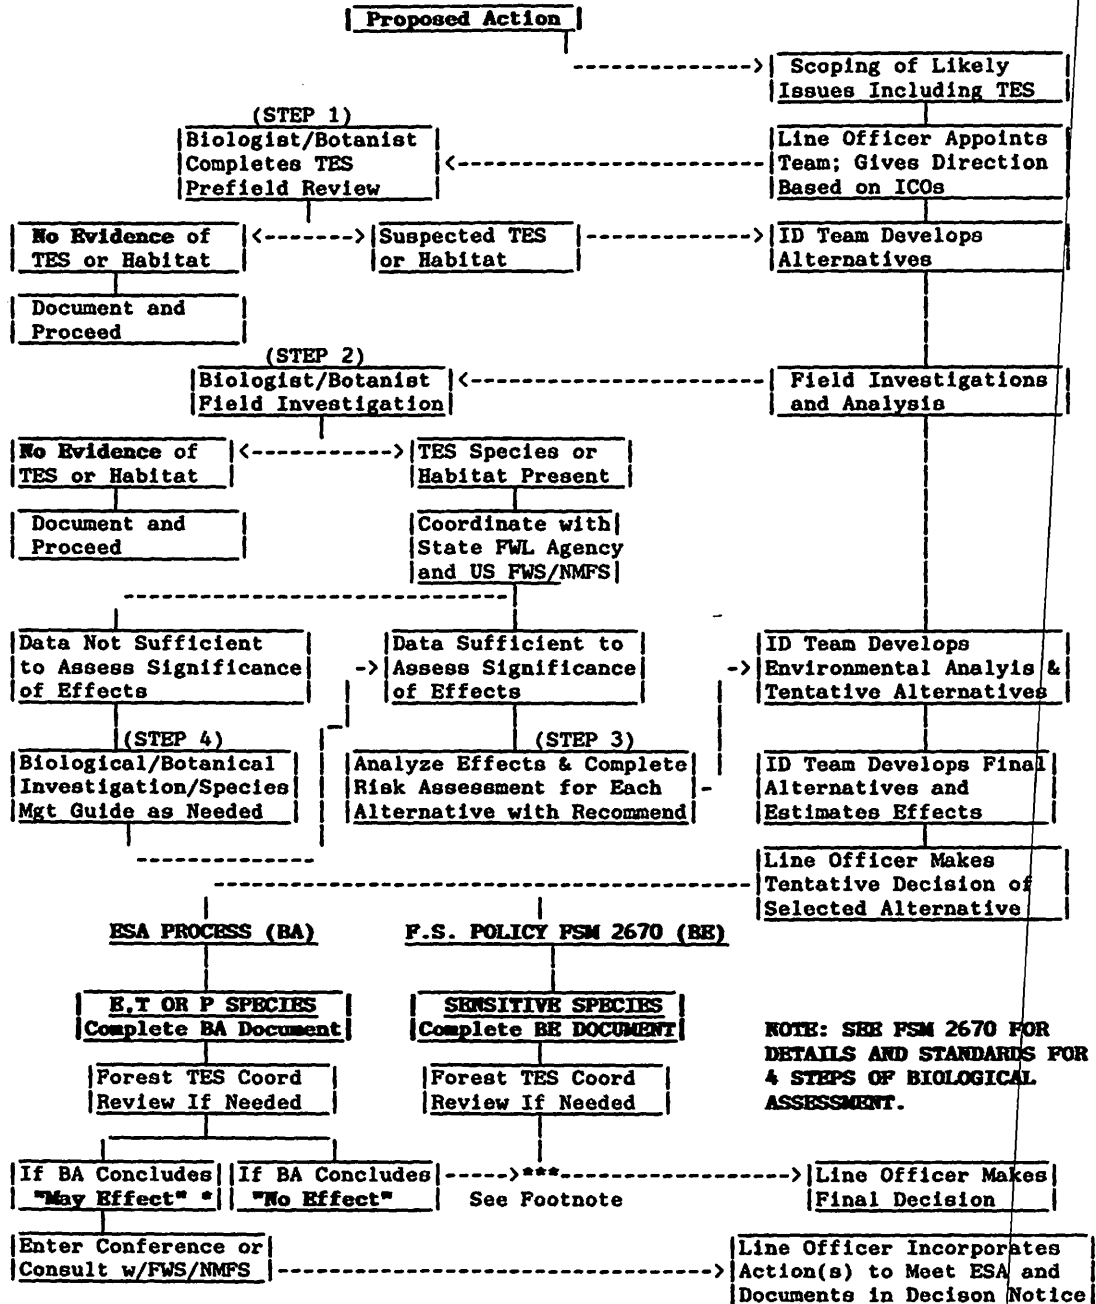 Proposed Action
Scoping of Likely
Issues Including TES
(STEP 1)
Biologist/Botanist
Completes TES
Prefield Review
Line Officer Appoints
Team; Gives Direction
Based on ICOs
No Evidence of
TES or Habitat
Suspected TES
or Habitat
ID Team Develops
Alternatives
Document and
Proceed
(STEP 2)
Biologist/Botanist
Field Investigation
Field Investigations
and Analysis
No Evidence of
TES or Habitat
TES Species or
Habitat Present
Document and
Proceed
Coordinate with
State FWL Agency
and US FWS/NMFS
Data Not Sufficient
to Assess Significance
of Effects
Data Sufficient to
Assess Significance
of Effects
ID Team Develops
Environmental Analyis &
Tentative Alternatives
(STEP 4)
Biological/Botanical
Investigation/Species
Mgt Guide as Needed
(STEP 3)
Analyze Effects & Complete
Risk Assessment for Each
Alternative with Recommend
ID Team Develops Final
Alternatives and
Estimates Effects
Line Officer Makes
Tentative Decision of
Selected Alternative
ESA PROCESS (BA)
F.S. POLICY FSM 2670 (BE)
E,T OR P SPECIES
Complete BA Document
SENSITIVE SPECIES
Complete BE DOCUMENT
NOTE: SEE FSM 2670 FOR
DETAILS AND STANDARDS FOR
4 STEPS OF BIOLOGICAL
ASSESSMENT.
Forest TES Coord
Review If Needed
Forest TES Coord
Review If Needed
If BA Concludes
"May Effect" *
If BA Concludes
"No Effect"
***
See Footnote
Line Officer Makes
Final Decision
Enter Conference or
Consult w/FWS/NMFS
Line Officer Incorporates
Action(s) to Meet ESA and
Documents in Decison Notice